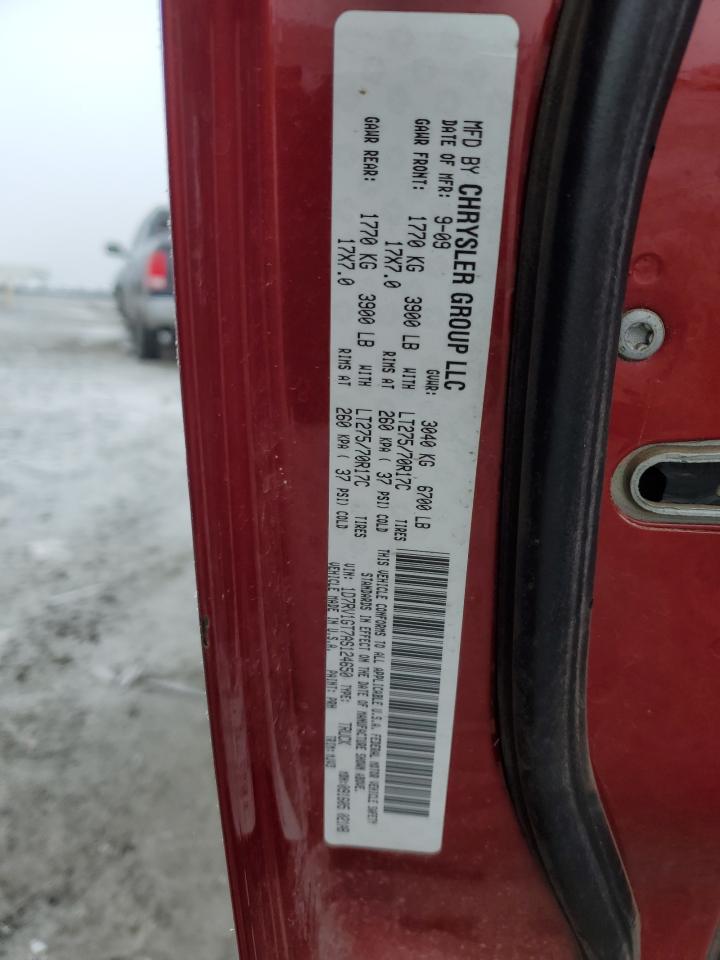 MFD BY CHRYSLER GROUP LLC
DATE OF MFR: 9-09 GVWR: 3040 KG 6700 LB
GAWR FRONT: 1770 KG 3900 LB WITH LT275/70R17C TIRES
17X7.0 RIMS AT 260 KPA ( 37 PSI) COLD
GAWR REAR: 1770 KG 3900 LB WITH LT275/70R17C TIRES
17X7.0 RIMS AT 260 KPA ( 37 PSI) COLD
THIS VEHICLE CONFORMS TO ALL APPLICABLE U.S.A. FEDERAL MOTOR VEHICLE SAFETY
STANDARDS IN EFFECT ON THE DATE OF MANUFACTURE SHOWN ABOVE.
VIN: 1D7RV1GT7AS124650 TYPE: TRUCK
VEHICLE MADE IN U.S.A. PAINT: PRH